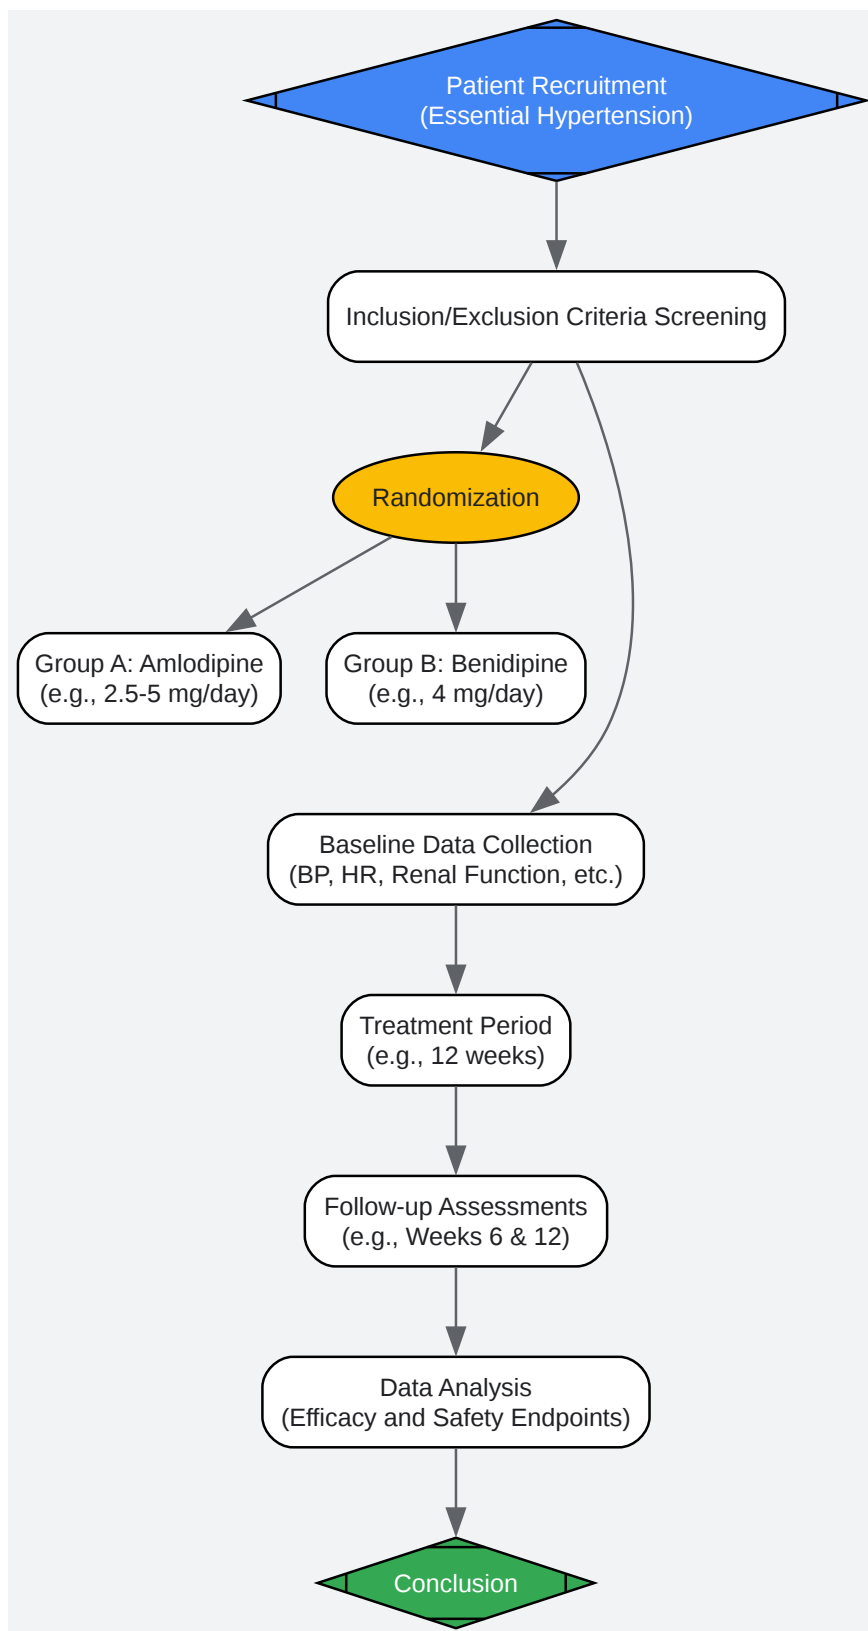 Patient Recruitment
(Essential Hypertension)
Inclusion/Exclusion Criteria Screening
Randomization
Group A: Amlodipine
(e.g., 2.5-5 mg/day)
Group B: Benidipine
(e.g., 4 mg/day)
Baseline Data Collection
(BP, HR, Renal Function, etc.)
Treatment Period
(e.g., 12 weeks)
Follow-up Assessments
(e.g., Weeks 6 & 12)
Data Analysis
(Efficacy and Safety Endpoints)
Conclusion